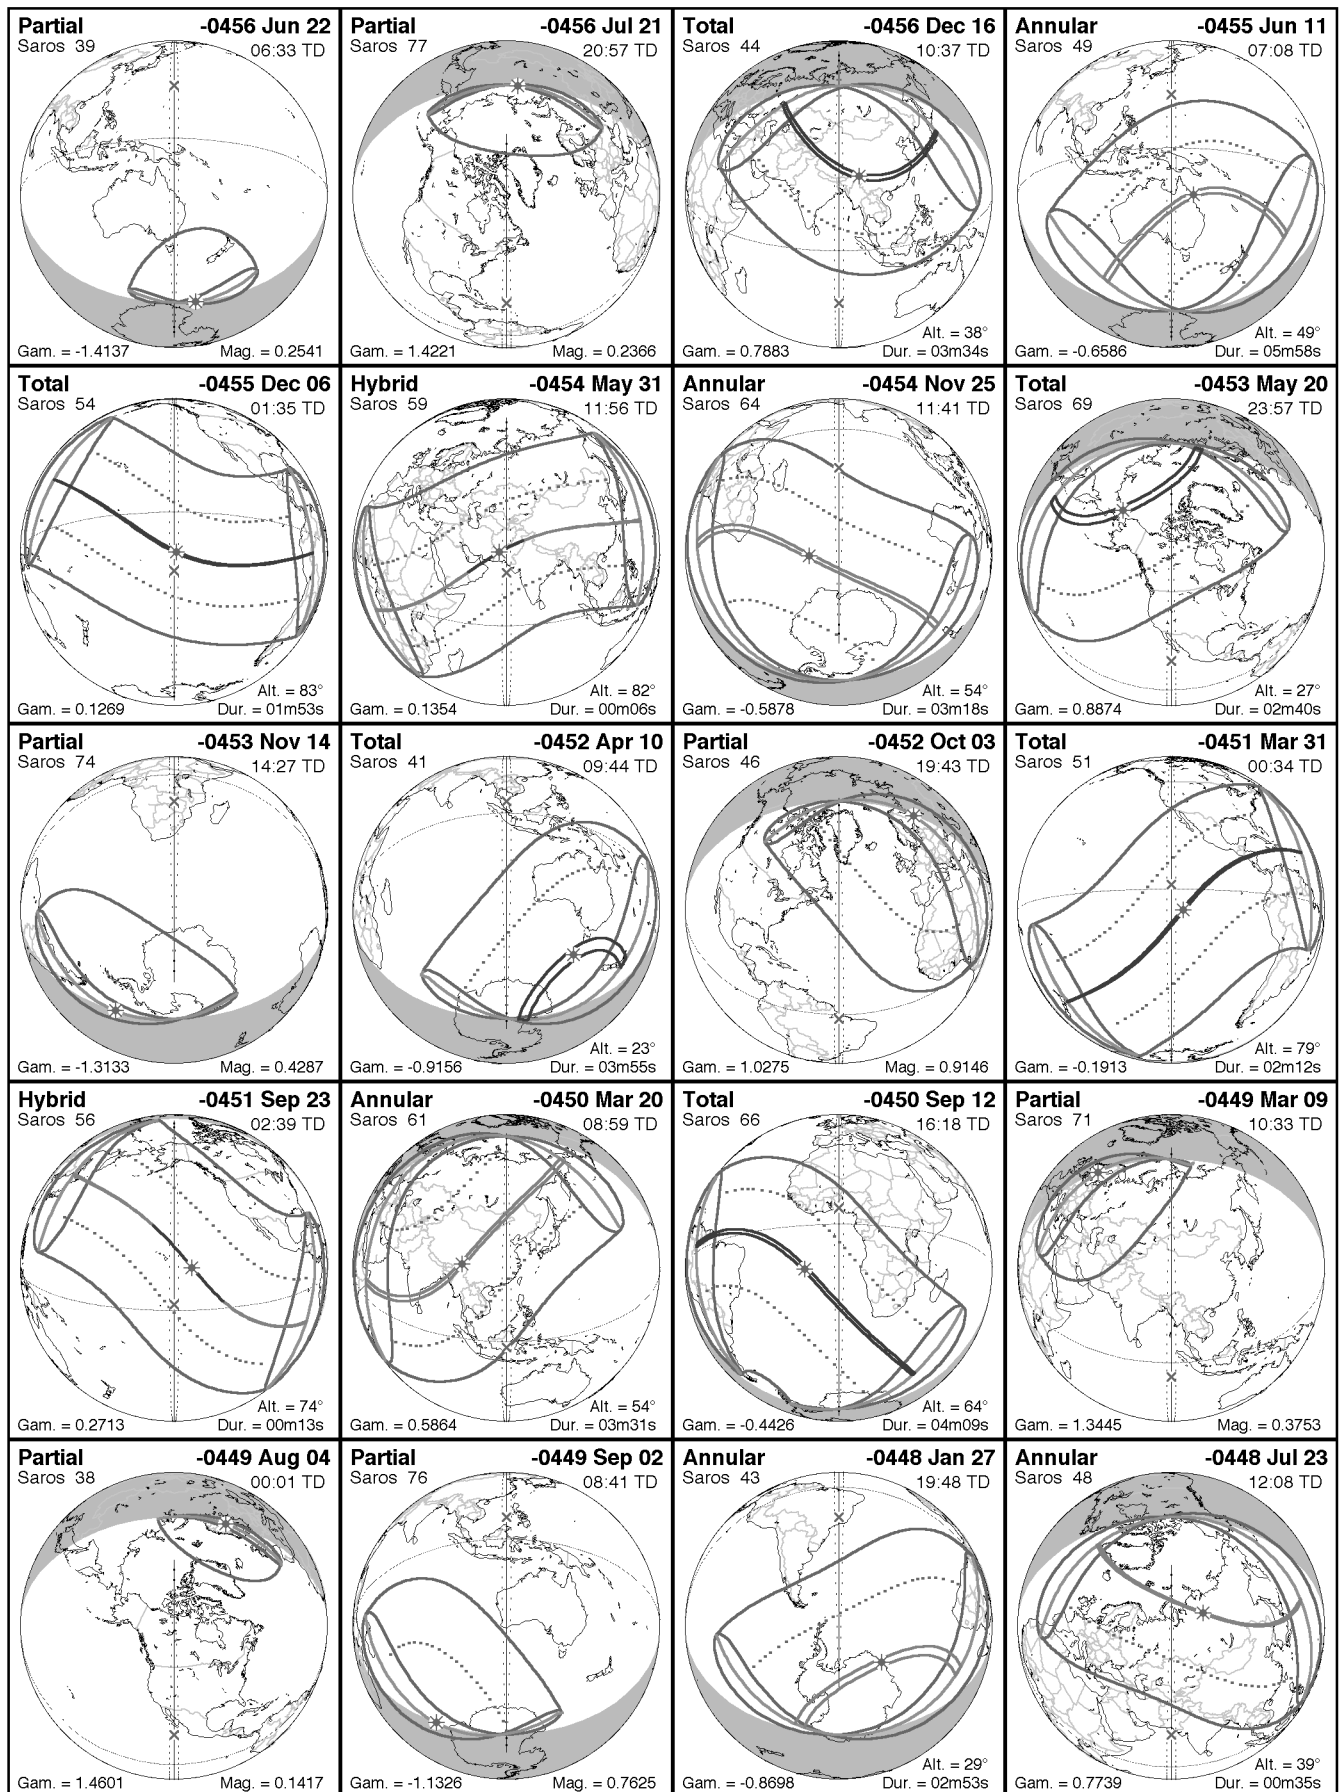 Partial -0456 Jun 22
Saros 39 06:33 TD
Gam. = -1.4137 Mag. = 0.2541
Partial -0456 Jul 21
Saros 77 20:57 TD
Gam. = 1.4221 Mag. = 0.2366
Total -0456 Dec 16
Saros 44 10:37 TD
Alt. = 38°
Gam. = 0.7883 Dur. = 03m34s
Annular -0455 Jun 11
Saros 49 07:08 TD
Alt. = 49°
Gam. = -0.6586 Dur. = 05m58s
Total -0455 Dec 06
Saros 54 01:35 TD
Alt. = 83°
Gam. = 0.1269 Dur. = 01m53s
Hybrid -0454 May 31
Saros 59 11:56 TD
Alt. = 82°
Gam. = 0.1354 Dur. = 00m06s
Annular -0454 Nov 25
Saros 64 11:41 TD
Alt. = 54°
Gam. = -0.5878 Dur. = 03m18s
Total -0453 May 20
Saros 69 23:57 TD
Alt. = 27°
Gam. = 0.8874 Dur. = 02m40s
Partial -0453 Nov 14
Saros 74 14:27 TD
Gam. = -1.3133 Mag. = 0.4287
Total -0452 Apr 10
Saros 41 09:44 TD
Alt. = 23°
Gam. = -0.9156 Dur. = 03m55s
Partial -0452 Oct 03
Saros 46 19:43 TD
Gam. = 1.0275 Mag. = 0.9146
Total -0451 Mar 31
Saros 51 00:34 TD
Alt. = 79°
Gam. = -0.1913 Dur. = 02m12s
Hybrid -0451 Sep 23
Saros 56 02:39 TD
Alt. = 74°
Gam. = 0.2713 Dur. = 00m13s
Annular -0450 Mar 20
Saros 61 08:59 TD
Alt. = 54°
Gam. = 0.5864 Dur. = 03m31s
Total -0450 Sep 12
Saros 66 16:18 TD
Alt. = 64°
Gam. = -0.4426 Dur. = 04m09s
Partial -0449 Mar 09
Saros 71 10:33 TD
Gam. = 1.3445 Mag. = 0.3753
Partial -0449 Aug 04
Saros 38 00:01 TD
Gam. = 1.4601 Mag. = 0.1417
Partial -0449 Sep 02
Saros 76 08:41 TD
Gam. = -1.1326 Mag. = 0.7625
Annular -0448 Jan 27
Saros 43 19:48 TD
Alt. = 29°
Gam. = -0.8698 Dur. = 02m53s
Annular -0448 Jul 23
Saros 48 12:08 TD
Alt. = 39°
Gam. = 0.7739 Dur. = 00m35s